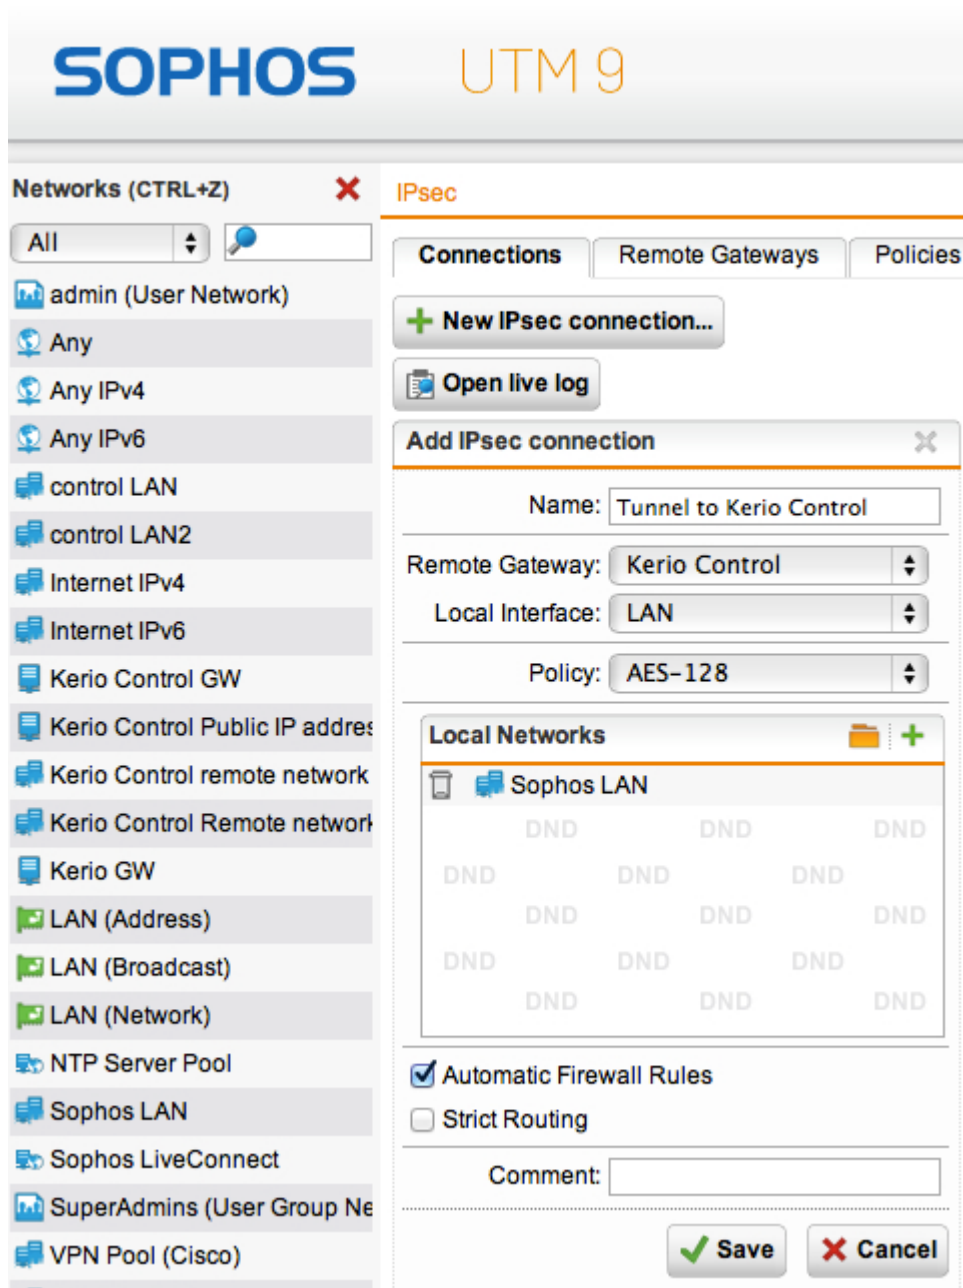 SOPHOS UTM 9
Networks (CTRL+Z)
All
admin (User Network)
Any
Any IPv4
Any IPv6
control LAN
control LAN2
Internet IPv4
Internet IPv6
Kerio Control GW
Kerio Control Public IP addres
Kerio Control remote network
Kerio Control Remote network
Kerio GW
LAN (Address)
LAN (Broadcast)
LAN (Network)
NTP Server Pool
Sophos LAN
Sophos LiveConnect
SuperAdmins (User Group Ne
VPN Pool (Cisco)
IPsec
Connections Remote Gateways Policies
New IPsec connection...
Open live log
Add IPsec connection
Name: Tunnel to Kerio Control
Remote Gateway: Kerio Control
Local Interface: LAN
Policy: AES-128
Local Networks
Sophos LAN
DND DND DND
DND DND DND
DND DND DND
DND DND DND
DND DND DND
Automatic Firewall Rules
Strict Routing
Comment:
Save Cancel